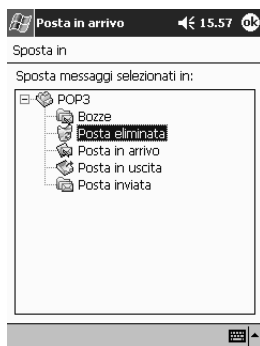 Posta in arrivo 15.57 ok
Sposta in
Sposta messaggi selezionati in:
POP3
Bozze
Posta eliminata
Posta in arrivo
Posta in uscita
Posta inviata